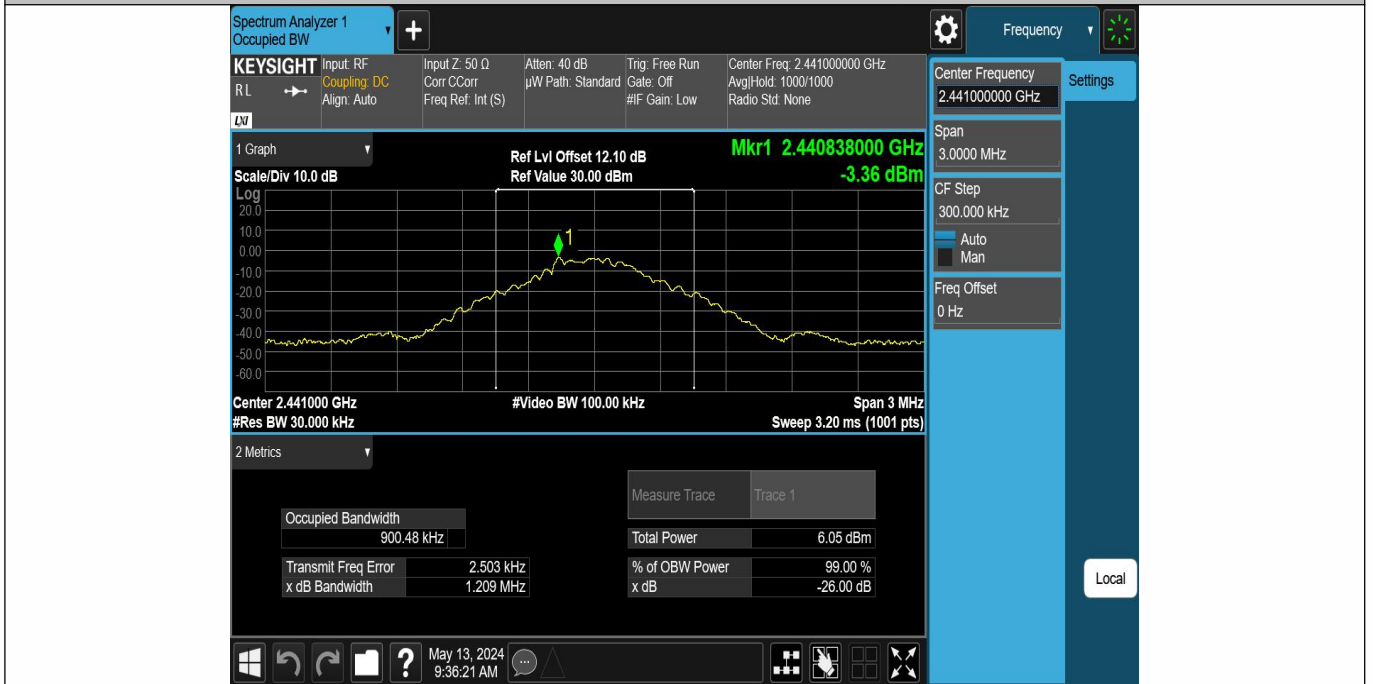 Spectrum Analyzer 1
Occupied BW
+
Frequency
KEYSIGHT
RL
LXI
Input: RF
Coupling: DC
Align: Auto
Input Z: 50 Ω
Corr CCorr
Freq Ref: Int (S)
Atten: 40 dB
µW Path: Standard
Trig: Free Run
Gate: Off
#IF Gain: Low
Center Freq: 2.441000000 GHz
Avg|Hold: 1000/1000
Radio Std: None
Center Frequency
2.441000000 GHz
Settings
Span
3.0000 MHz
CF Step
300.000 kHz
Auto
Man
Freq Offset
0 Hz
Local
1 Graph
Scale/Div 10.0 dB
Ref Lvl Offset 12.10 dB
Ref Value 30.00 dBm
Mkr1 2.440838000 GHz
-3.36 dBm
Log
20.0
10.0
0.00
-10.0
-20.0
-30.0
-40.0
-50.0
-60.0
1
Center 2.441000 GHz
#Video BW 100.00 kHz
Span 3 MHz
#Res BW 30.000 kHz
Sweep 3.20 ms (1001 pts)
2 Metrics
Measure Trace Trace 1
Occupied Bandwidth
900.48 kHz
Total Power 6.05 dBm
Transmit Freq Error 2.503 kHz
% of OBW Power 99.00 %
x dB Bandwidth 1.209 MHz
x dB -26.00 dB
?
May 13, 2024
9:36:21 AM